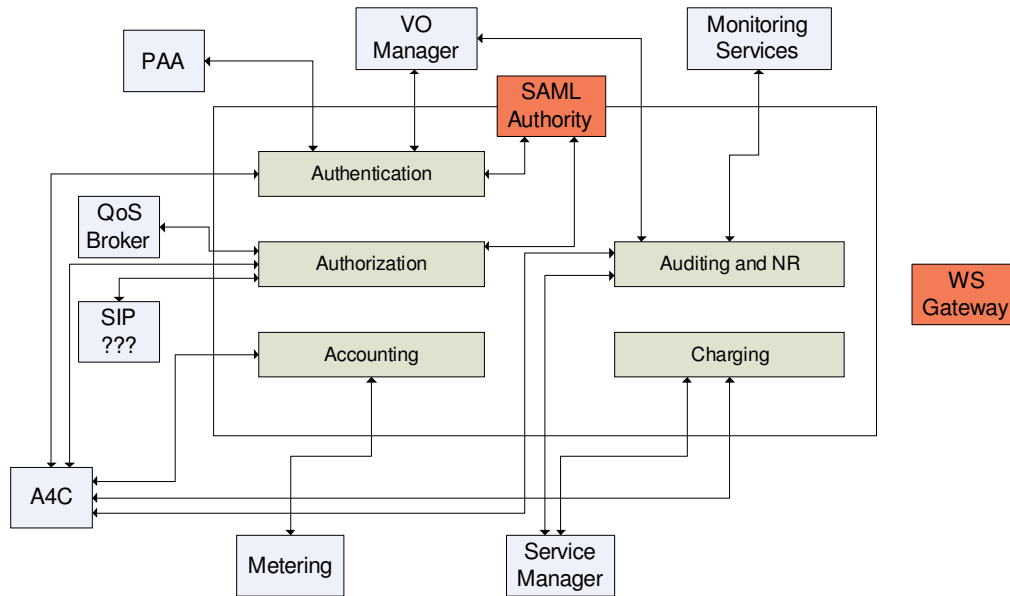 VO
Manager
Monitoring
Services
PAA
SAML
Authority
Authentication
QoS
Broker
Authorization
Auditing and NR
WS
Gateway
SIP
???
Accounting
Charging
A4C
Metering
Service
Manager